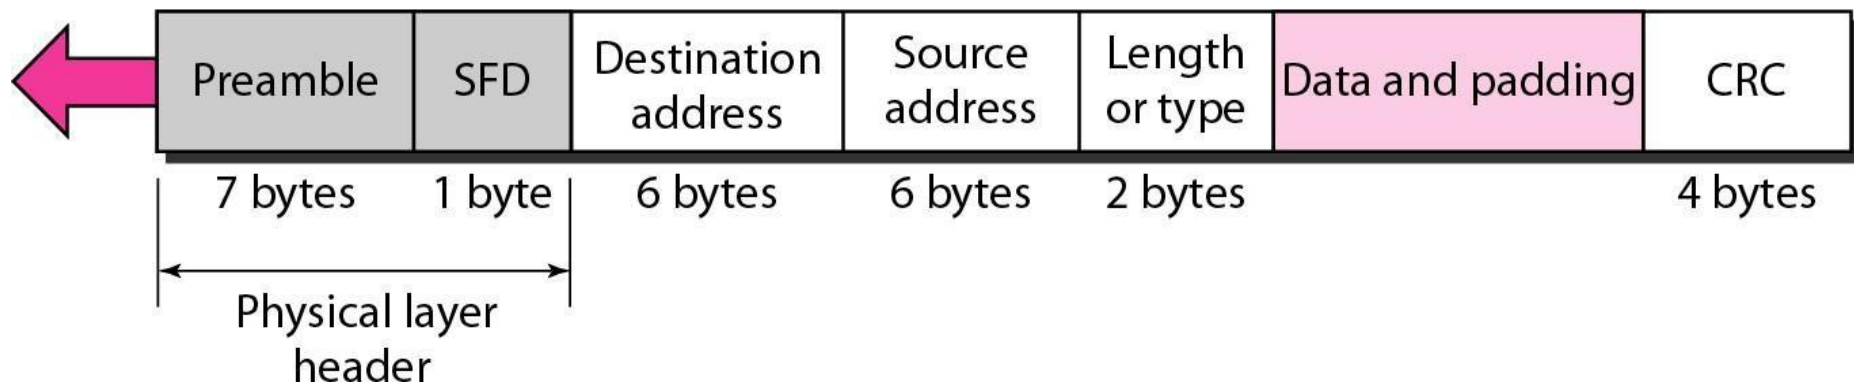 Preamble
SFD
Destination
address
Source
address
Length
or type
Data and padding
CRC
7 bytes
1 byte
6 bytes
6 bytes
2 bytes
4 bytes
Physical layer
header